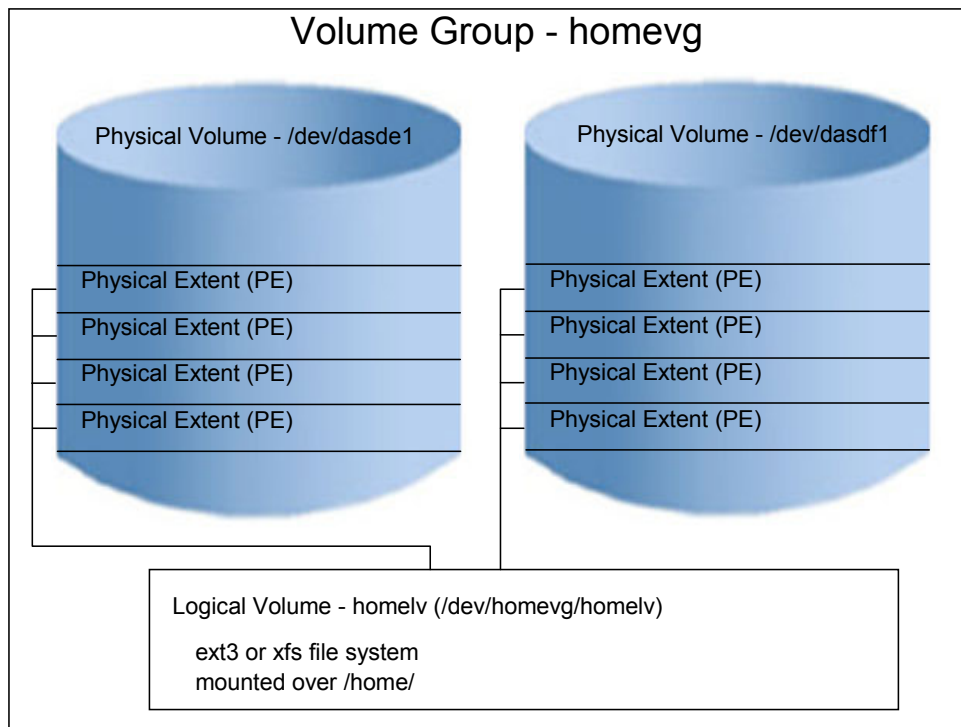 Volume Group - homevg
Physical Volume - /dev/dasde1
Physical Extent (PE)
Physical Extent (PE)
Physical Extent (PE)
Physical Extent (PE)
Physical Volume - /dev/dasdf1
Physical Extent (PE)
Physical Extent (PE)
Physical Extent (PE)
Physical Extent (PE)
Logical Volume - homelv (/dev/homevg/homelv)
ext3 or xfs file system
mounted over /home/